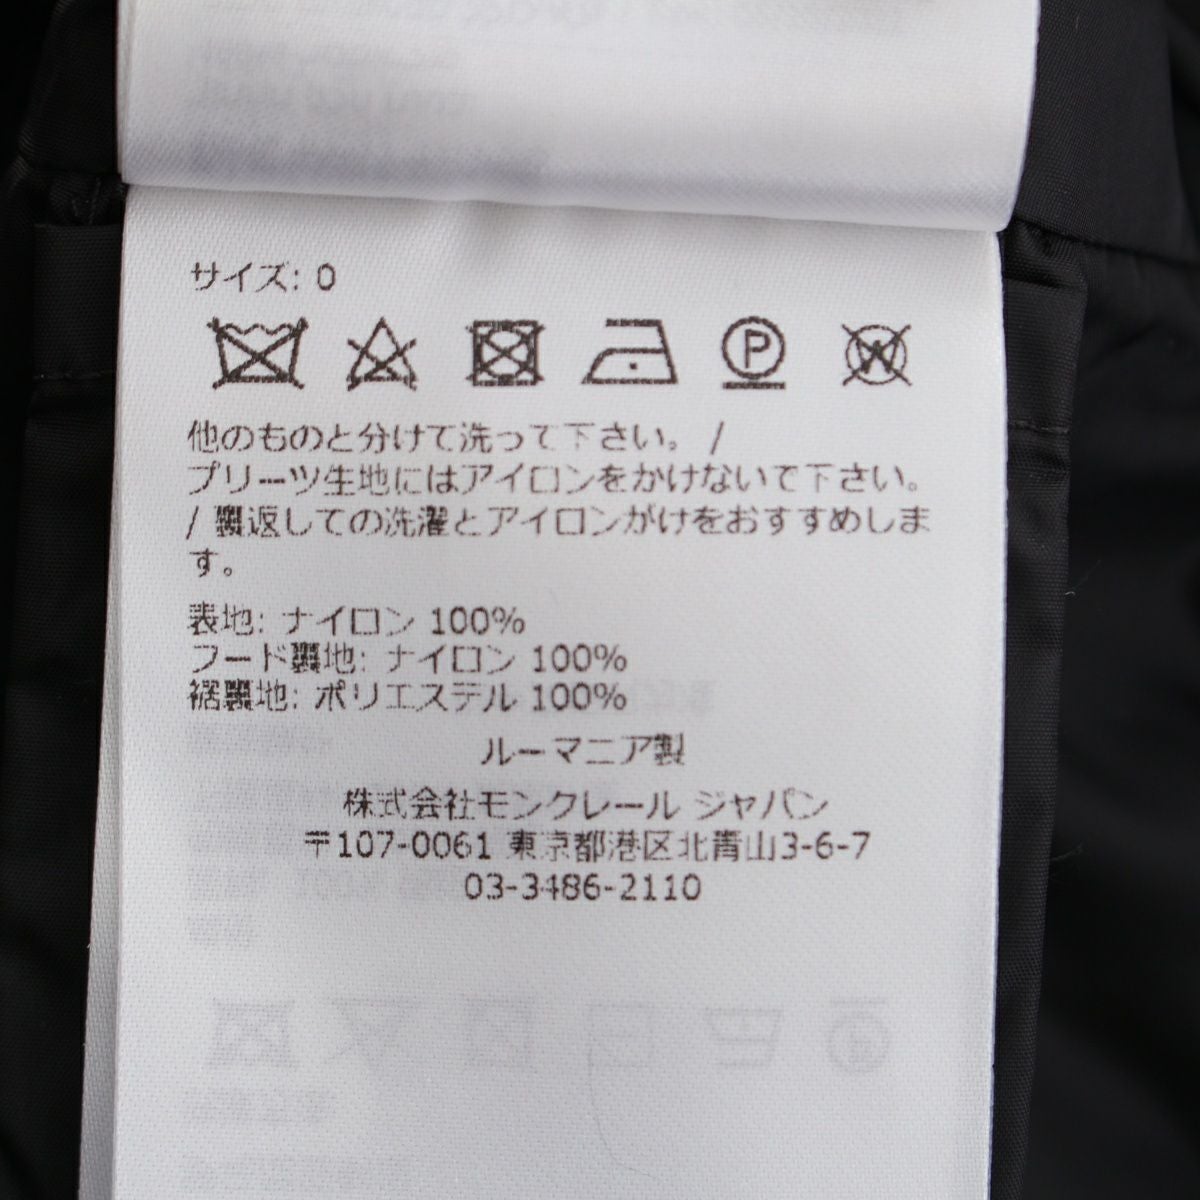 サイズ: 0
P
W
他のものと分けて洗って下さい。 /
プリーツ生地にはアイロンをかけないで下さい。
/ 裏返しての洗濯とアイロンがけをおすすめしま
す。
表地: ナイロン 100%
フード裏地: ナイロン 100%
裾裏地: ポリエステル 100%
ルーマニア製
株式会社モンクレール ジャパン
〒107-0061 東京都港区北青山3-6-7
03-3486-2110